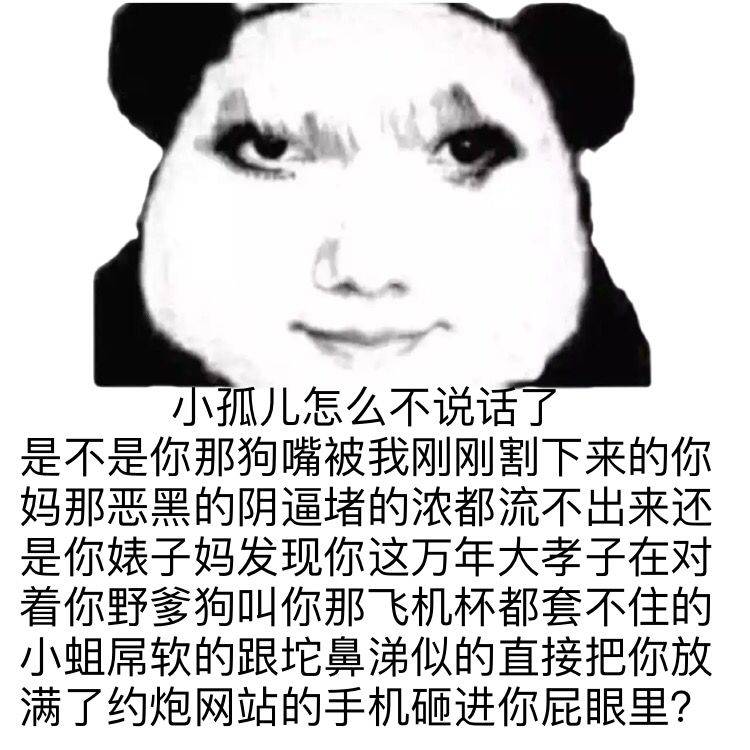 小孤儿怎么不说话了
是不是你那狗嘴被我刚刚割下来的你
妈那恶黑的阴逼堵的浓都流不出来还
是你婊子妈发现你这万年大孝子在对
着你野爹狗叫你那飞机杯都套不住的
小蛆屌软的跟坨鼻涕似的直接把你放
满了约炮网站的手机砸进你屁眼里？